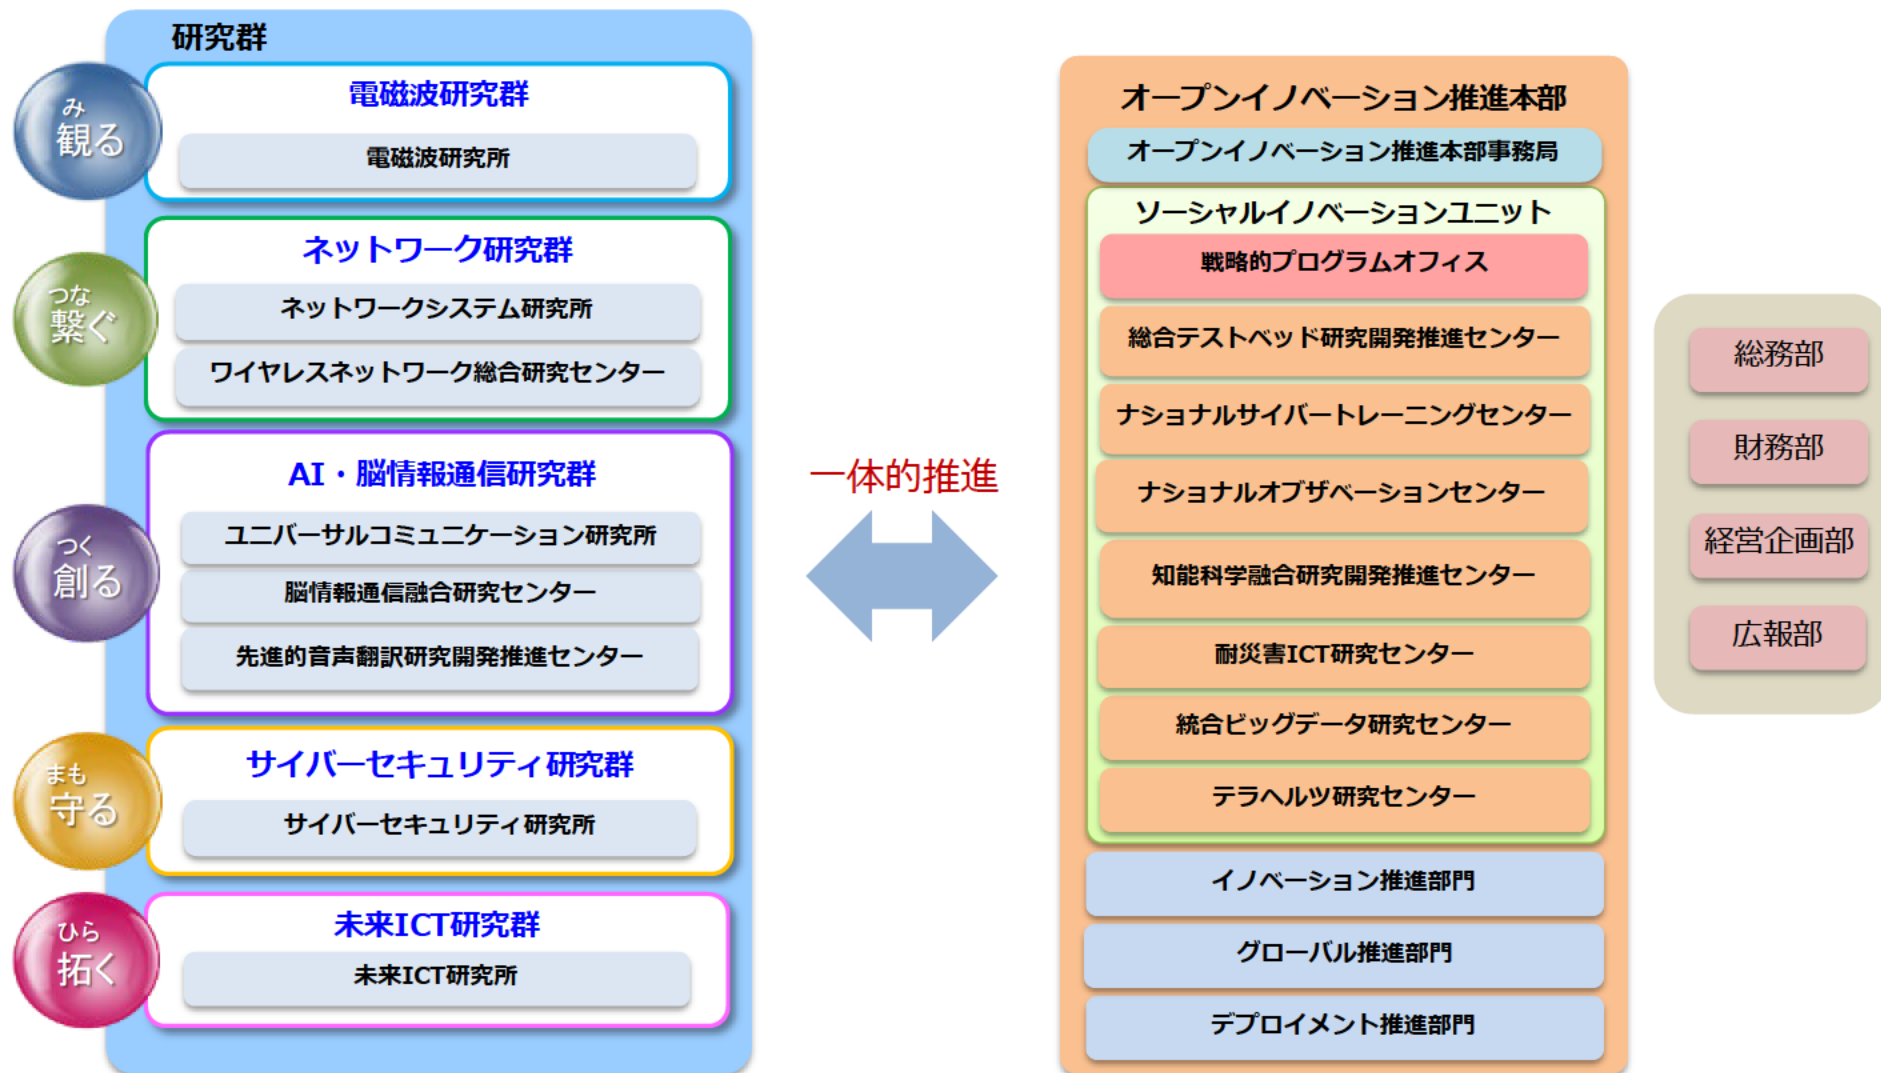 研究群
み
観る
電磁波研究群
電磁波研究所
つな
繋ぐ
ネットワーク研究群
ネットワークシステム研究所
ワイヤレスネットワーク総合研究センター
つく
創る
AI・脳情報通信研究群
ユニバーサルコミュニケーション研究所
脳情報通信融合研究センター
先進的音声翻訳研究開発推進センター
まも
守る
サイバーセキュリティ研究群
サイバーセキュリティ研究所
ひら
拓く
未来ICT研究群
未来ICT研究所
一体的推進
オープンイノベーション推進本部
オープンイノベーション推進本部事務局
ソーシャルイノベーションユニット
戦略的プログラムオフィス
総合テストベッド研究開発推進センター
ナショナルサイバートレーニングセンター
ナショナルオブザベーションセンター
知能科学融合研究開発推進センター
耐災害ICT研究センター
統合ビッグデータ研究センター
テラヘルツ研究センター
イノベーション推進部門
グローバル推進部門
デプロイメント推進部門
総務部
財務部
経営企画部
広報部